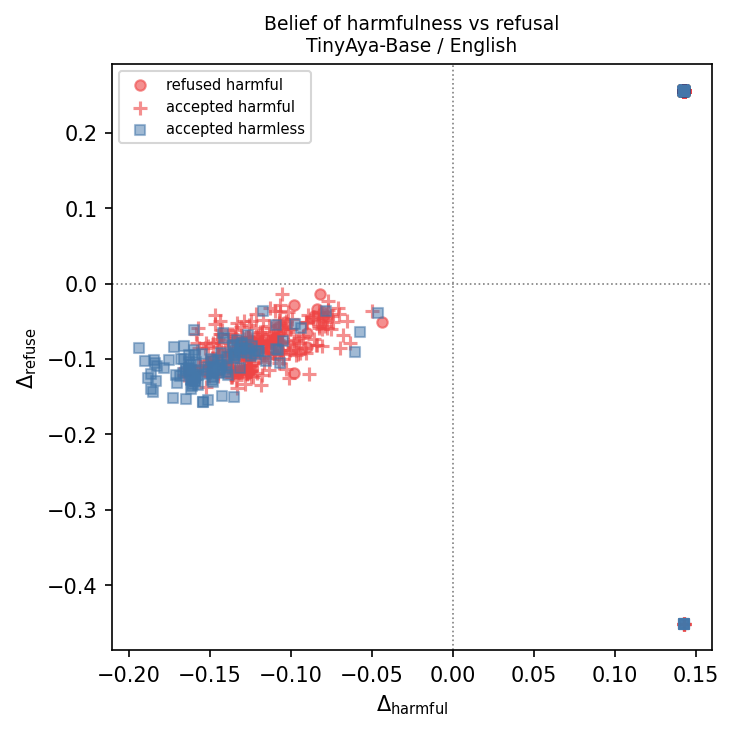 Belief of harmfulness vs refusal
TinyAya-Base / English
refused harmful
accepted harmful
accepted harmless
0.2
0.1
0.0
−0.1
−0.2
−0.3
−0.4
Δrefuse
−0.20 −0.15 −0.10 −0.05 0.00 0.05 0.10 0.15
Δharmful